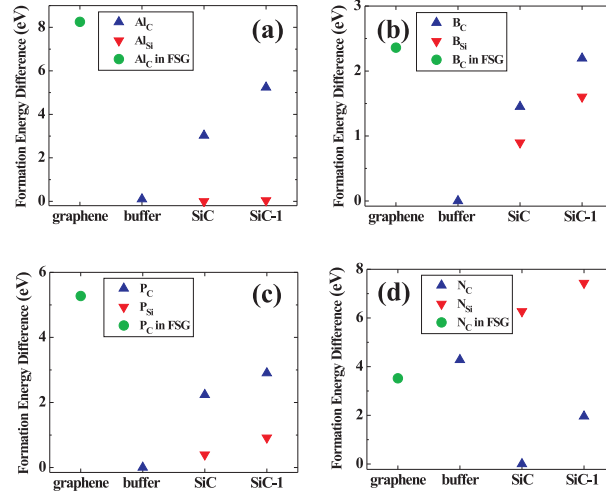 Formation Energy Difference (eV)
8
6
4
2
0
Al_C
Al_Si
Al_C in FSG
(a)
graphene buffer SiC SiC-1
Formation Energy Difference (eV)
3
2
1
0
B_C
B_Si
B_C in FSG
(b)
graphene buffer SiC SiC-1
Formation Energy Difference (eV)
6
4
2
0
P_C
P_Si
P_C in FSG
(c)
graphene buffer SiC SiC-1
Formation Energy Difference (eV)
8
6
4
2
0
N_C
N_Si
N_C in FSG
(d)
graphene buffer SiC SiC-1